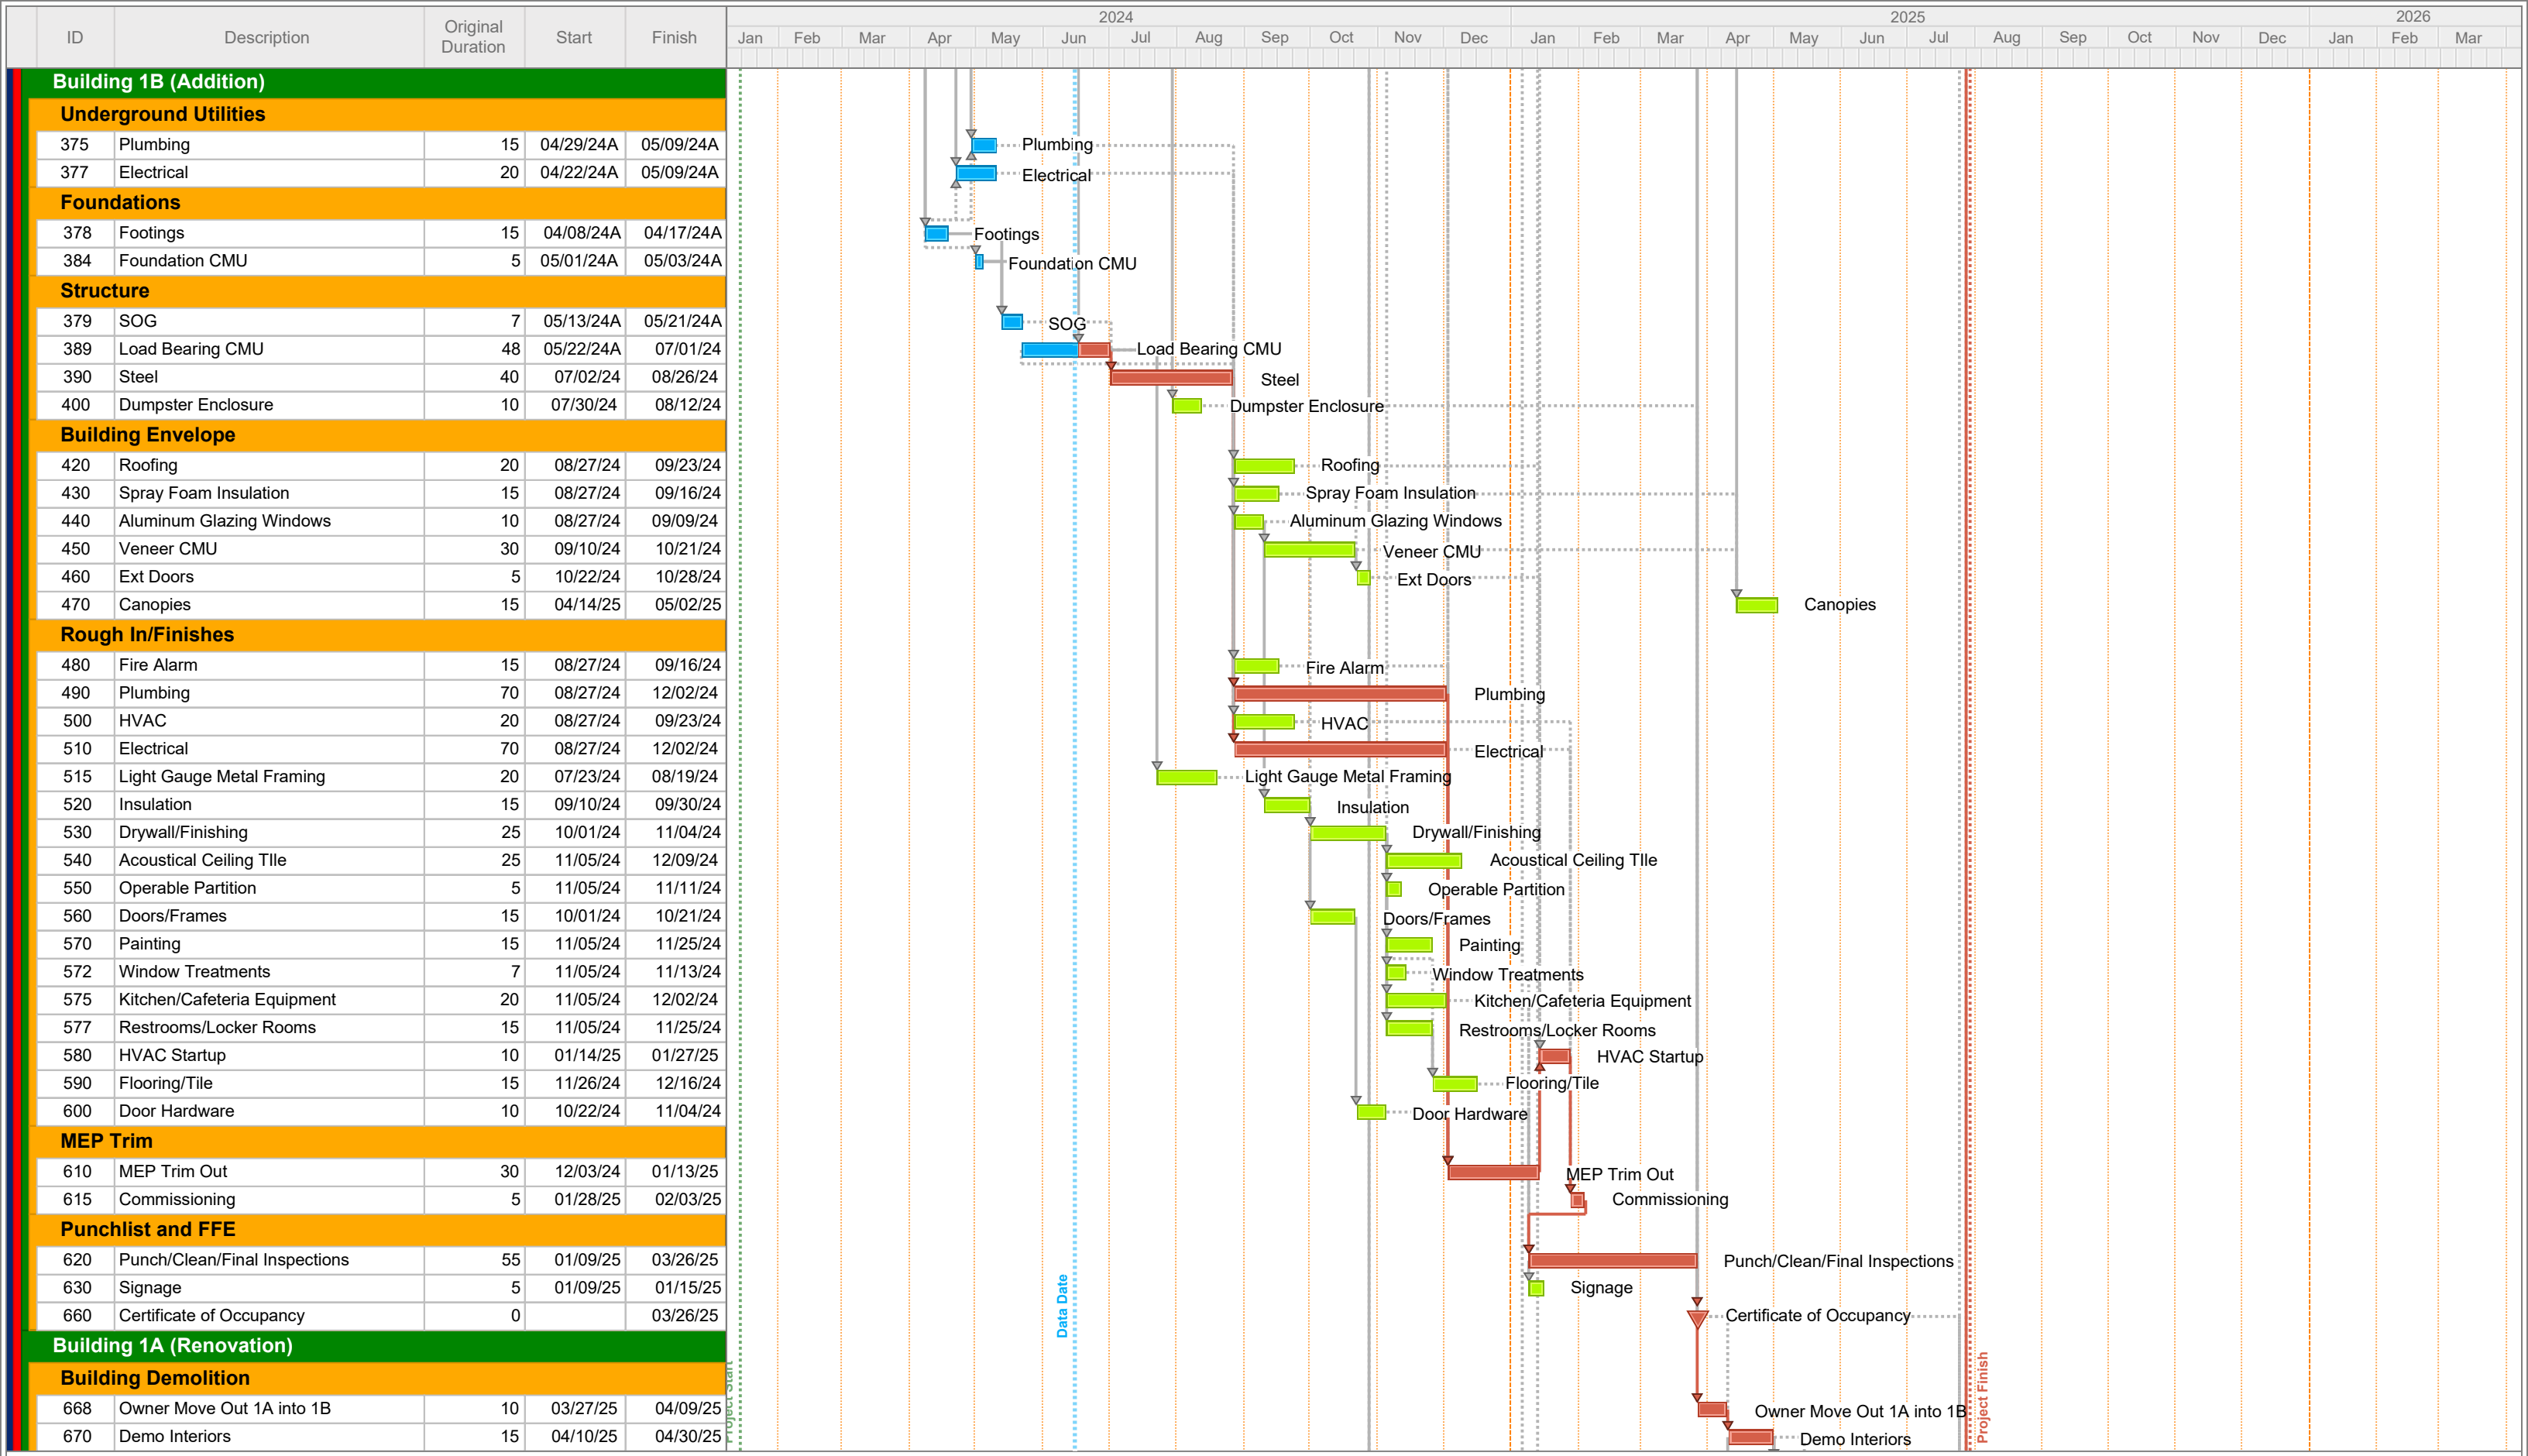 2024 2025 2026
ID Description Original Duration Start Finish Jan Feb Mar Apr May Jun Jul Aug Sep Oct Nov Dec Jan Feb Mar Apr May Jun Jul Aug Sep Oct Nov Dec Jan Feb Mar
Building 1B (Addition)
Underground Utilities
375 Plumbing 15 04/29/24A 05/09/24A Plumbing
377 Electrical 20 04/22/24A 05/09/24A Electrical
Foundations
378 Footings 15 04/08/24A 04/17/24A Footings
384 Foundation CMU 5 05/01/24A 05/03/24A Foundation CMU
Structure
379 SOG 7 05/13/24A 05/21/24A SOG
389 Load Bearing CMU 48 05/22/24A 07/01/24 Load Bearing CMU
390 Steel 40 07/02/24 08/26/24 Steel
400 Dumpster Enclosure 10 07/30/24 08/12/24 Dumpster Enclosure
Building Envelope
420 Roofing 20 08/27/24 09/23/24 Roofing
430 Spray Foam Insulation 15 08/27/24 09/16/24 Spray Foam Insulation
440 Aluminum Glazing Windows 10 08/27/24 09/09/24 Aluminum Glazing Windows
450 Veneer CMU 30 09/10/24 10/21/24 Veneer CMU
460 Ext Doors 5 10/22/24 10/28/24 Ext Doors
470 Canopies 15 04/14/25 05/02/25 Canopies
Rough In/Finishes
480 Fire Alarm 15 08/27/24 09/16/24 Fire Alarm
490 Plumbing 70 08/27/24 12/02/24 Plumbing
500 HVAC 20 08/27/24 09/23/24 HVAC
510 Electrical 70 08/27/24 12/02/24 Electrical
515 Light Gauge Metal Framing 20 07/23/24 08/19/24 Light Gauge Metal Framing
520 Insulation 15 09/10/24 09/30/24 Insulation
530 Drywall/Finishing 25 10/01/24 11/04/24 Drywall/Finishing
540 Acoustical Ceiling TIle 25 11/05/24 12/09/24 Acoustical Ceiling TIle
550 Operable Partition 5 11/05/24 11/11/24 Operable Partition
560 Doors/Frames 15 10/01/24 10/21/24 Doors/Frames
570 Painting 15 11/05/24 11/25/24 Painting
572 Window Treatments 7 11/05/24 11/13/24 Window Treatments
575 Kitchen/Cafeteria Equipment 20 11/05/24 12/02/24 Kitchen/Cafeteria Equipment
577 Restrooms/Locker Rooms 15 11/05/24 11/25/24 Restrooms/Locker Rooms
580 HVAC Startup 10 01/14/25 01/27/25 HVAC Startup
590 Flooring/Tile 15 11/26/24 12/16/24 Flooring/Tile
600 Door Hardware 10 10/22/24 11/04/24 Door Hardware
MEP Trim
610 MEP Trim Out 30 12/03/24 01/13/25 MEP Trim Out
615 Commissioning 5 01/28/25 02/03/25 Commissioning
Punchlist and FFE
620 Punch/Clean/Final Inspections 55 01/09/25 03/26/25 Punch/Clean/Final Inspections
630 Signage 5 01/09/25 01/15/25 Signage
660 Certificate of Occupancy 0 03/26/25 Certificate of Occupancy
Building 1A (Renovation)
Building Demolition
668 Owner Move Out 1A into 1B 10 03/27/25 04/09/25 Owner Move Out 1A into 1B
670 Demo Interiors 15 04/10/25 04/30/25 Demo Interiors
Project Start
Data Date
Project Finish